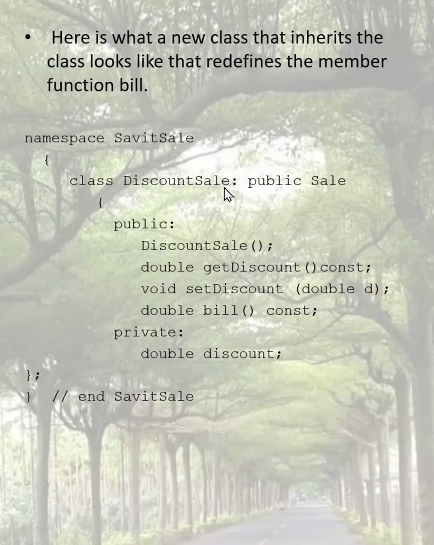 • Here is what a new class that inherits the
class looks like that redefines the member
function bill.
namespace SavitSale
{
class DiscountSale: public Sale
{
public:
DiscountSale();
double getDiscount()const;
void setDiscount (double d);
double bill() const;
private:
double discount;
};
} // end SavitSale